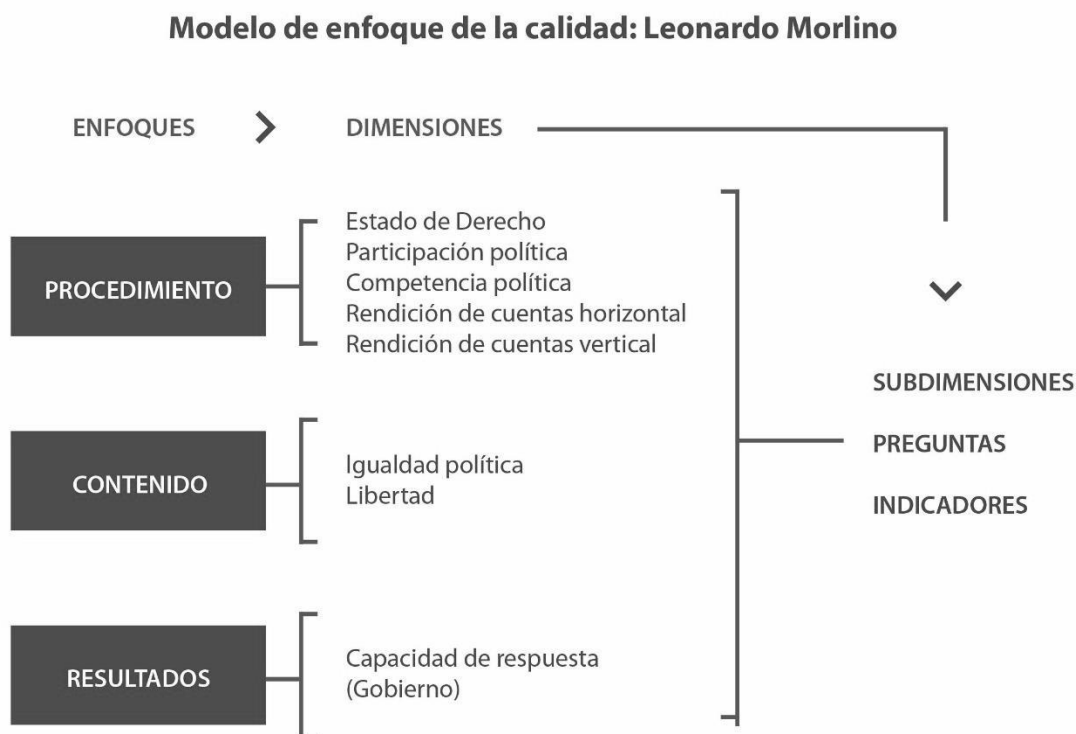 Modelo de enfoque de la calidad: Leonardo Morlino
ENFOQUES
DIMENSIONES
PROCEDIMIENTO
Estado de Derecho
Participación política
Competencia política
Rendición de cuentas horizontal
Rendición de cuentas vertical
CONTENIDO
Igualdad política
Libertad
RESULTADOS
Capacidad de respuesta
(Gobierno)
SUBDIMENSIONES
PREGUNTAS
INDICADORES